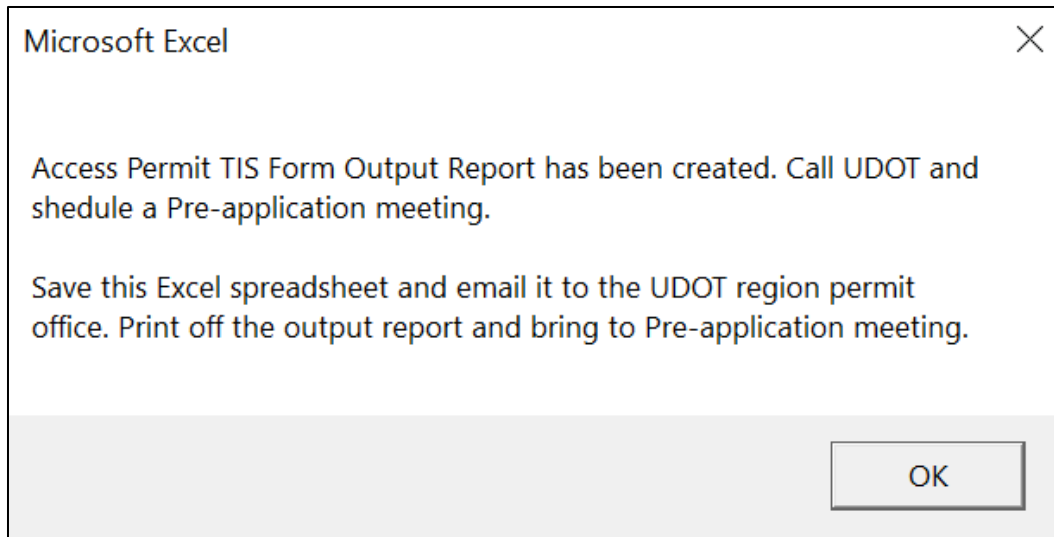 Microsoft Excel
Access Permit TIS Form Output Report has been created. Call UDOT and
shedule a Pre-application meeting.
Save this Excel spreadsheet and email it to the UDOT region permit
office. Print off the output report and bring to Pre-application meeting.
OK